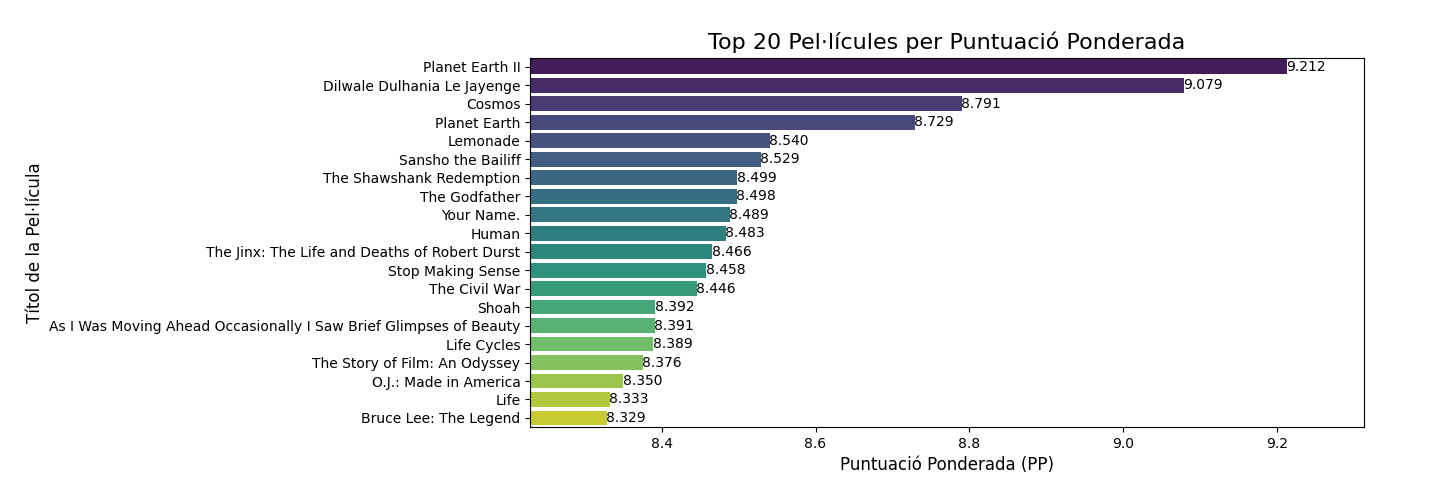 Top 20 Pel·lícules per Puntuació Ponderada
Títol de la Pel·lícula
Planet Earth II 9.212
Dilwale Dulhania Le Jayenge 9.079
Cosmos 8.791
Planet Earth 8.729
Lemonade 8.540
Sansho the Bailiff 8.529
The Shawshank Redemption 8.499
The Godfather 8.498
Your Name. 8.489
Human 8.483
The Jinx: The Life and Deaths of Robert Durst 8.466
Stop Making Sense 8.458
The Civil War 8.446
Shoah 8.392
As I Was Moving Ahead Occasionally I Saw Brief Glimpses of Beauty 8.391
Life Cycles 8.389
The Story of Film: An Odyssey 8.376
O.J.: Made in America 8.350
Life 8.333
Bruce Lee: The Legend 8.329
8.4 8.6 8.8 9.0 9.2
Puntuació Ponderada (PP)